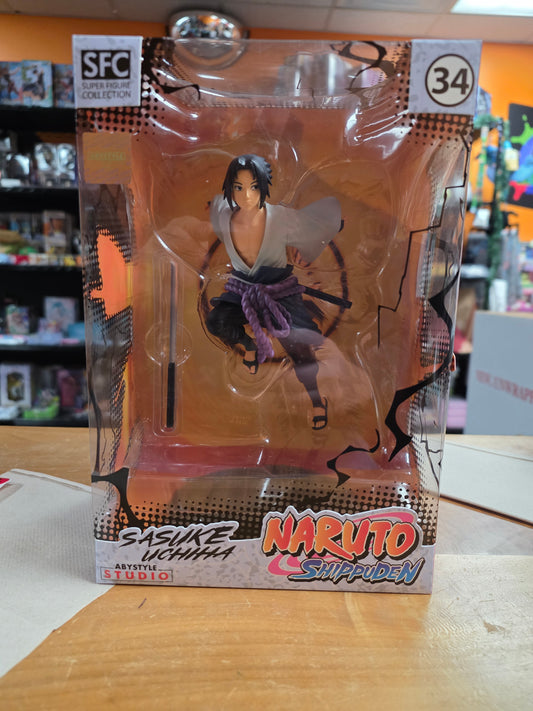 SFC
SUPER FIGURE
COLLECTION
34
SASUKE
UCHIHA
ABYSTYLE
STUDIO
NARUTO
SHIPPUDEN